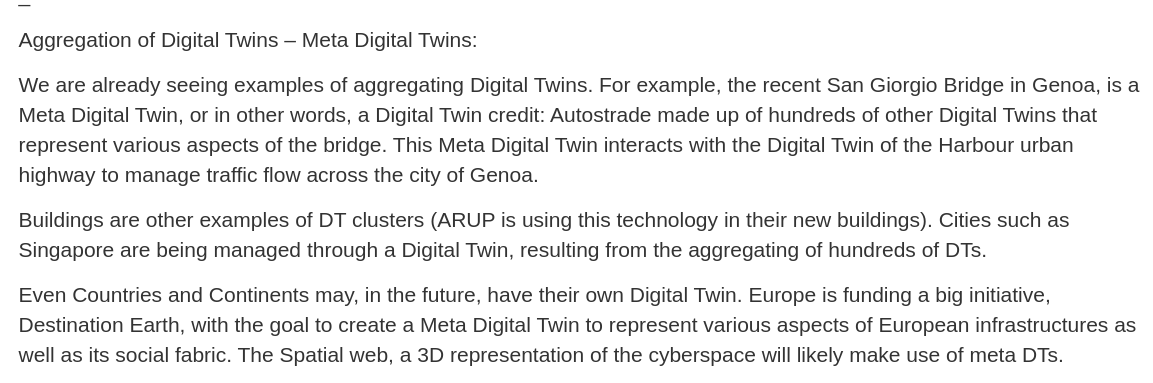 –
Aggregation of Digital Twins – Meta Digital Twins:
We are already seeing examples of aggregating Digital Twins. For example, the recent San Giorgio Bridge in Genoa, is a
Meta Digital Twin, or in other words, a Digital Twin credit: Autostrade made up of hundreds of other Digital Twins that
represent various aspects of the bridge. This Meta Digital Twin interacts with the Digital Twin of the Harbour urban
highway to manage traffic flow across the city of Genoa.
Buildings are other examples of DT clusters (ARUP is using this technology in their new buildings). Cities such as
Singapore are being managed through a Digital Twin, resulting from the aggregating of hundreds of DTs.
Even Countries and Continents may, in the future, have their own Digital Twin. Europe is funding a big initiative,
Destination Earth, with the goal to create a Meta Digital Twin to represent various aspects of European infrastructures as
well as its social fabric. The Spatial web, a 3D representation of the cyberspace will likely make use of meta DTs.